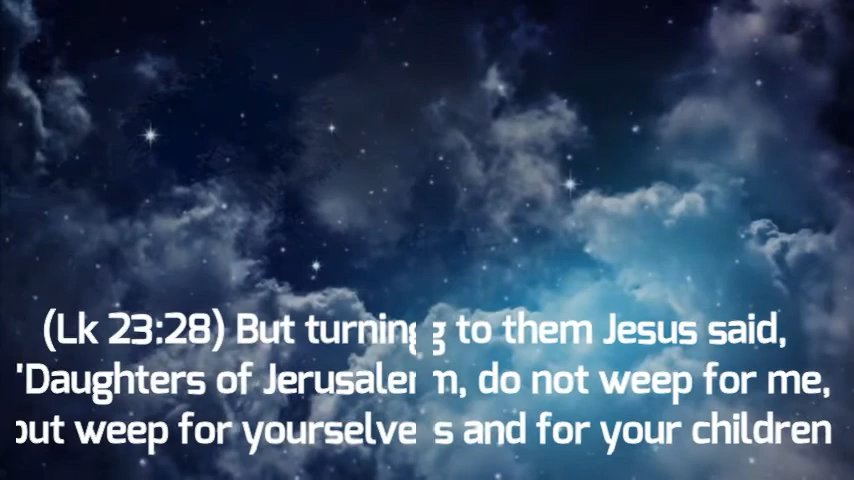 (Lk 23:28) But turning to them Jesus said,
'Daughters of Jerusalem, do not weep for me,
but weep for yourselves and for your children